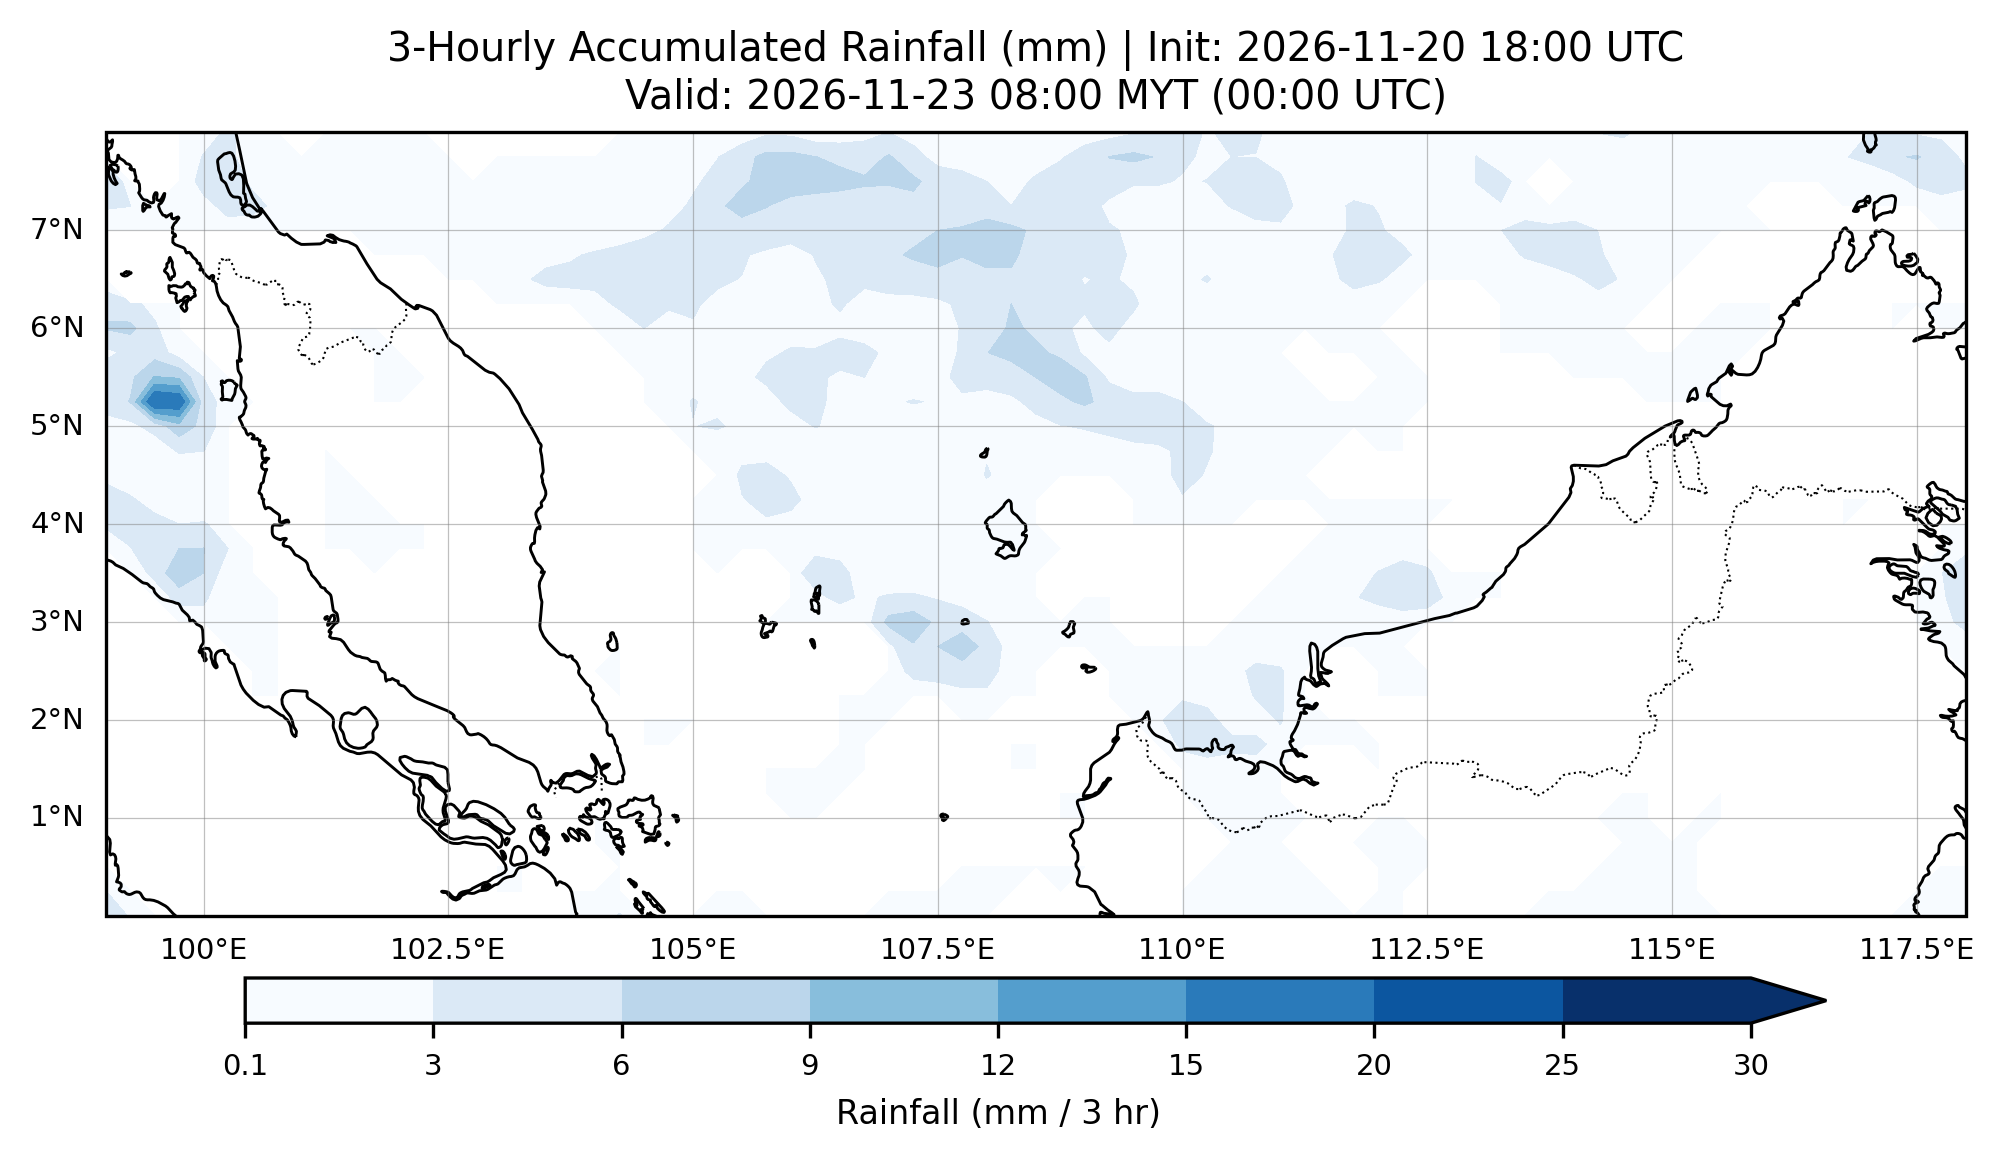 3-Hourly Accumulated Rainfall (mm) | Init: 2026-11-20 18:00 UTC
Valid: 2026-11-23 08:00 MYT (00:00 UTC)
7°N
6°N
5°N
4°N
3°N
2°N
1°N
100°E 102.5°E 105°E 107.5°E 110°E 112.5°E 115°E 117.5°E
0.1 3 6 9 12 15 20 25 30
Rainfall (mm / 3 hr)